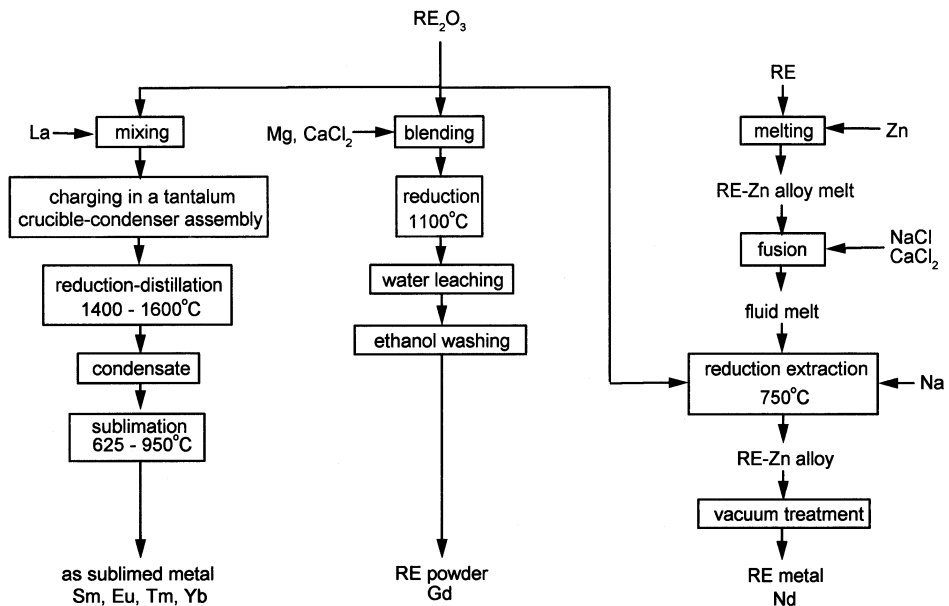 RE₂O₃
La
mixing
charging in a tantalum
crucible-condenser assembly
reduction-distillation
1400 - 1600°C
condensate
sublimation
625 - 950°C
as sublimed metal
Sm, Eu, Tm, Yb
Mg, CaCl₂
blending
reduction
1100°C
water leaching
ethanol washing
RE powder
Gd
RE
melting
Zn
RE-Zn alloy melt
fusion
NaCl
CaCl₂
fluid melt
reduction extraction
750°C
Na
RE-Zn alloy
vacuum treatment
RE metal
Nd